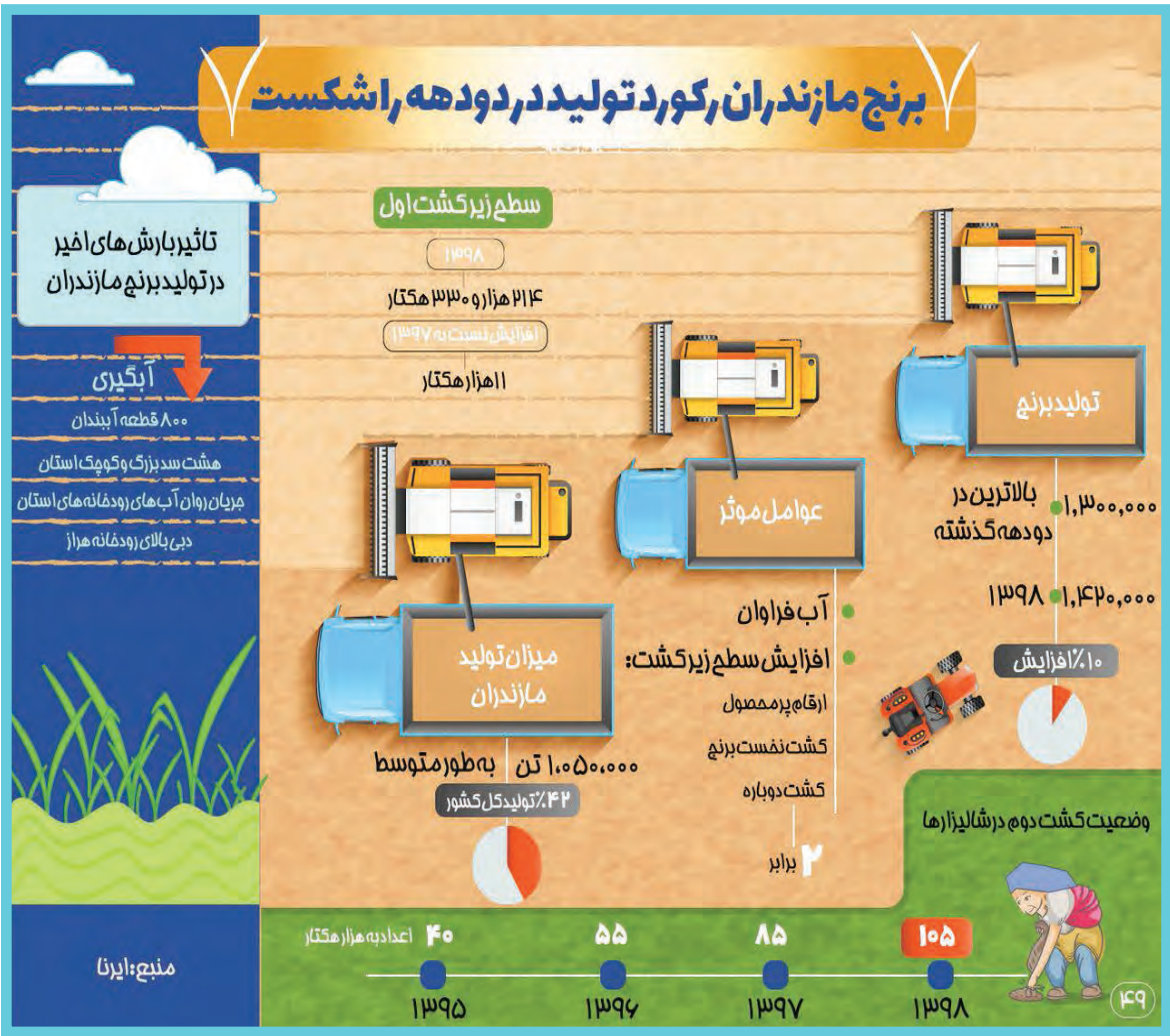 برنج مازندران رکورد تولید در دو دهه را شکست
تولید برنج
۱,۳۰۰,۰۰۰ بالاترین در
دو دهه گذشته
۱,۴۲۰,۰۰۰ ۱۳۹۸
۱۰٪ افزایش
عوامل موثر
آب فراوان
افزایش سطح زیر کشت:
ارقام پر محصول
کشت نخست برنج
کشت دوباره
۲ برابر
سطح زیر کشت اول
۱۳۹۸
۲۱۴ هزار و ۳۳۰ هکتار
افزایش نسبت به ۱۳۹۷
۱۱ هزار هکتار
میزان تولید
مازندران
۱,۰۵۰,۰۰۰ تن به طور متوسط
۴۲٪ تولید کل کشور
تاثیر بارش های اخیر
در تولید برنج مازندران
آبگیری
۸۰۰ قطعه آببندان
هشت سد بزرگ و کوچک استان
جریان روان آب های رودخانه های استان
دبی بالای رودخانه هراز
وضعیت کشت دوم در شالیزارها
۱۰۵ ۸۵ ۵۵ ۴۰ اعداد به هزار هکتار
۱۳۹۸ ۱۳۹۷ ۱۳۹۶ ۱۳۹۵
منبع: ایرنا
۴۹